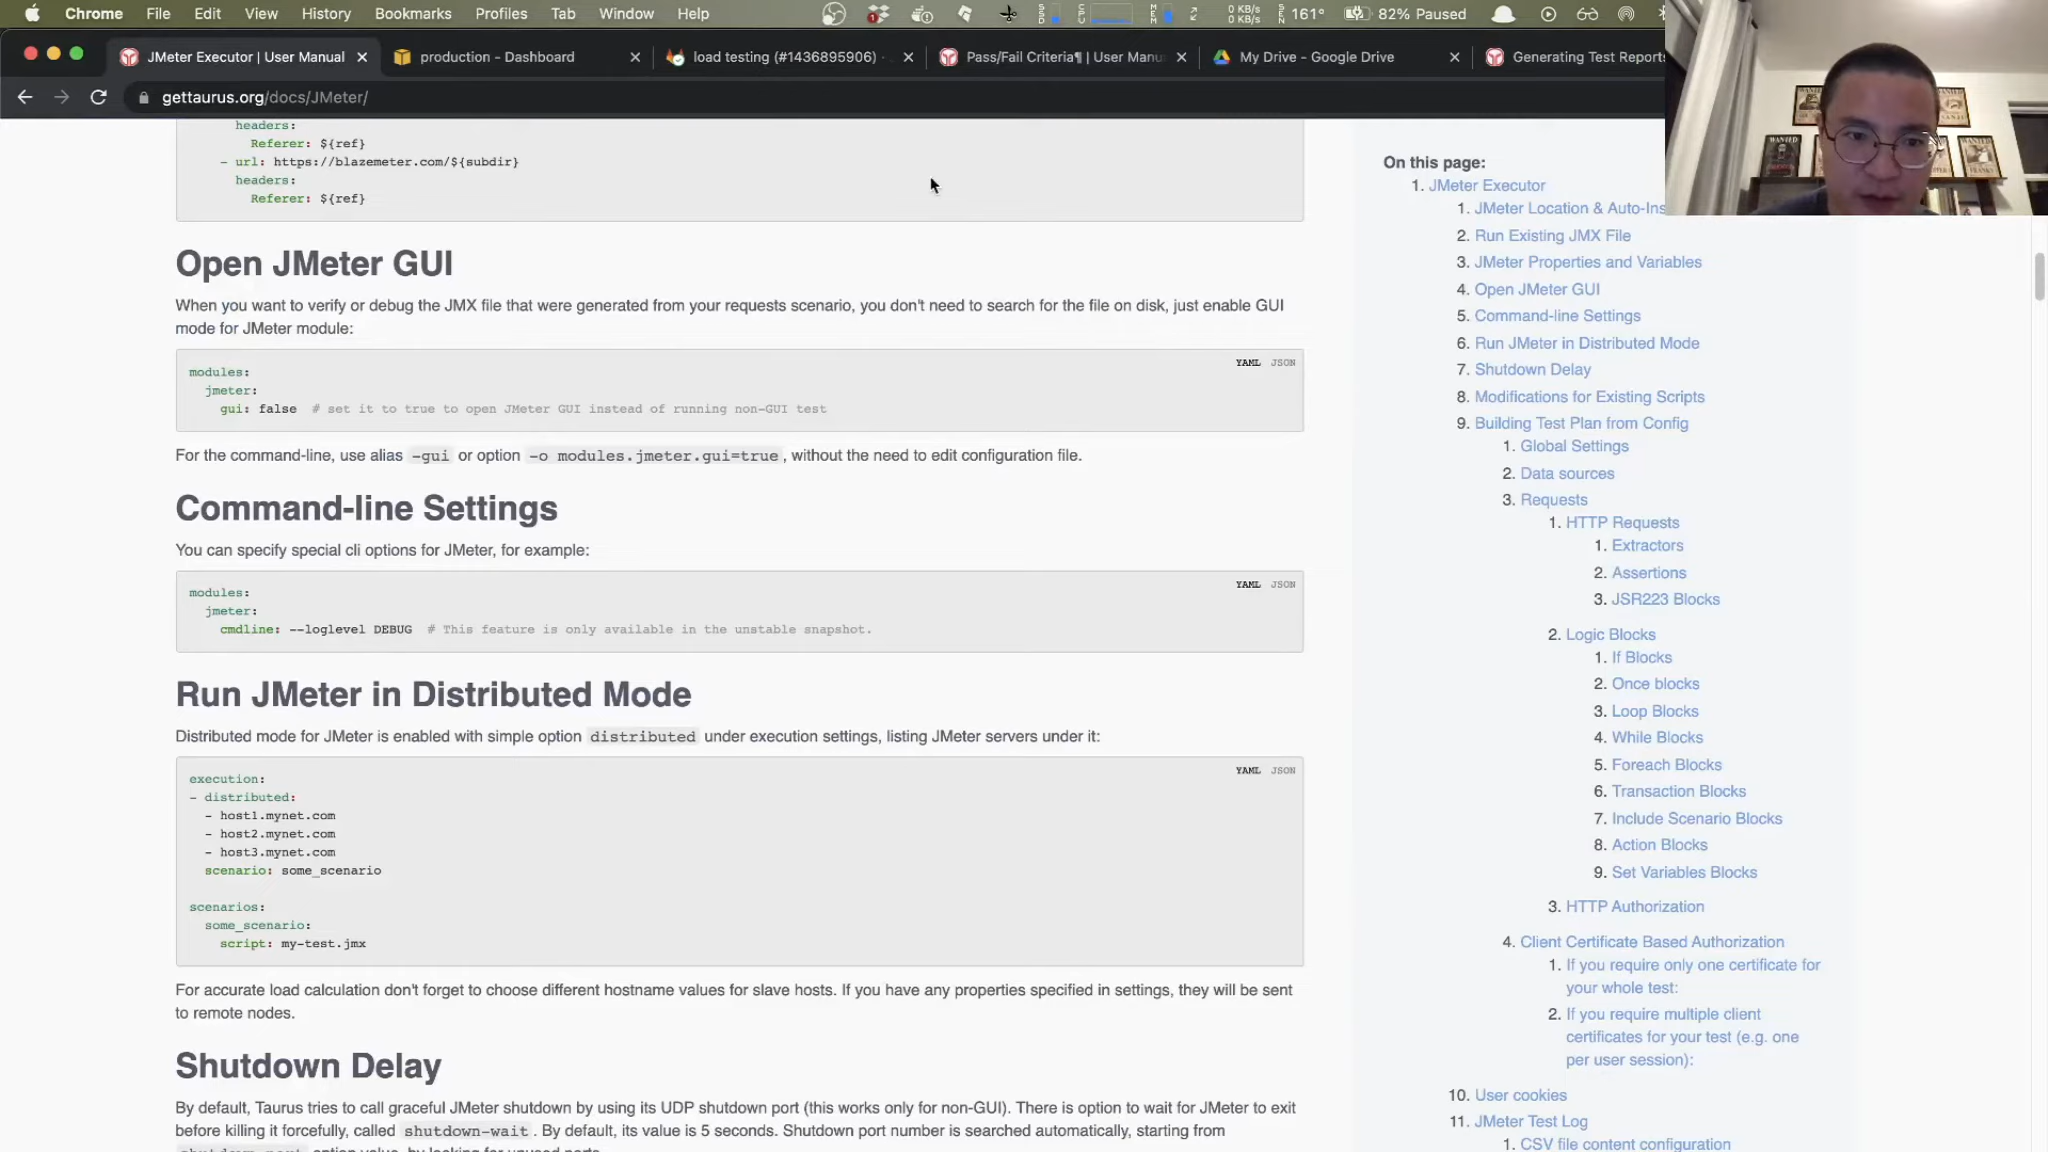 Chrome File Edit View History Bookmarks Profiles Tab Window Help
0 KB/s
0 KB/s
161° 82% Paused
JMeter Executor | User Manual
production - Dashboard
load testing (#1436895906) ·
Pass/Fail Criteria¶ | User Manu
My Drive - Google Drive
Generating Test Reports
gettaurus.org/docs/JMeter/
headers:
Referer: ${ref}
- url: https://blazemeter.com/${subdir}
headers:
Referer: ${ref}
Open JMeter GUI
When you want to verify or debug the JMX file that were generated from your requests scenario, you don't need to search for the file on disk, just enable GUI
mode for JMeter module:
YAML JSON
modules:
jmeter:
gui: false # set it to true to open JMeter GUI instead of running non-GUI test
For the command-line, use alias -gui or option -o modules.jmeter.gui=true, without the need to edit configuration file.
Command-line Settings
You can specify special cli options for JMeter, for example:
YAML JSON
modules:
jmeter:
cmdline: --loglevel DEBUG # This feature is only available in the unstable snapshot.
Run JMeter in Distributed Mode
Distributed mode for JMeter is enabled with simple option distributed under execution settings, listing JMeter servers under it:
YAML JSON
execution:
- distributed:
- host1.mynet.com
- host2.mynet.com
- host3.mynet.com
scenario: some_scenario
scenarios:
some_scenario:
script: my-test.jmx
For accurate load calculation don't forget to choose different hostname values for slave hosts. If you have any properties specified in settings, they will be sent
to remote nodes.
Shutdown Delay
By default, Taurus tries to call graceful JMeter shutdown by using its UDP shutdown port (this works only for non-GUI). There is option to wait for JMeter to exit
before killing it forcefully, called shutdown-wait. By default, its value is 5 seconds. Shutdown port number is searched automatically, starting from
On this page:
1. JMeter Executor
1. JMeter Location & Auto-Ins
2. Run Existing JMX File
3. JMeter Properties and Variables
4. Open JMeter GUI
5. Command-line Settings
6. Run JMeter in Distributed Mode
7. Shutdown Delay
8. Modifications for Existing Scripts
9. Building Test Plan from Config
1. Global Settings
2. Data sources
3. Requests
1. HTTP Requests
1. Extractors
2. Assertions
3. JSR223 Blocks
2. Logic Blocks
1. If Blocks
2. Once blocks
3. Loop Blocks
4. While Blocks
5. Foreach Blocks
6. Transaction Blocks
7. Include Scenario Blocks
8. Action Blocks
9. Set Variables Blocks
3. HTTP Authorization
4. Client Certificate Based Authorization
1. If you require only one certificate for
your whole test:
2. If you require multiple client
certificates for your test (e.g. one
per user session):
10. User cookies
11. JMeter Test Log
1. CSV file content configuration